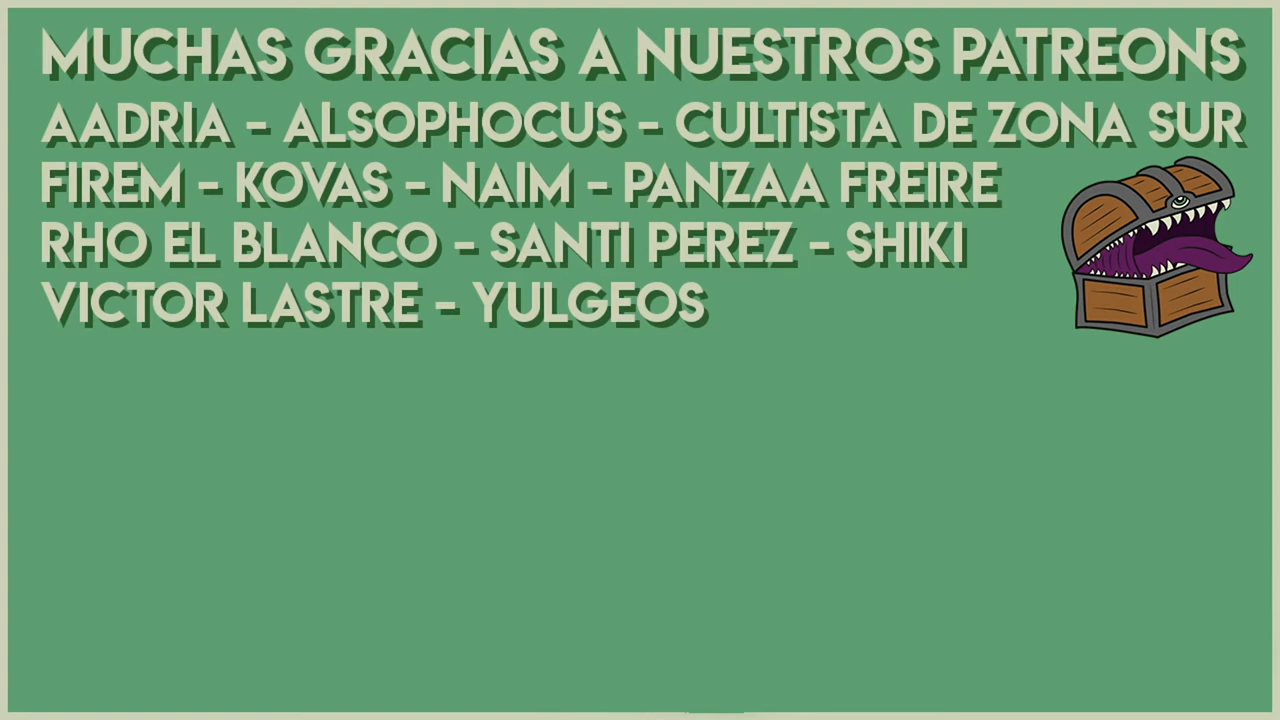 MUCHAS GRACIAS A NUESTROS PATREONS
AADRIA - ALSOPHOCUS - CULTISTA DE ZONA SUR
FIREM - KOVAS - NAIM - PANZAA FREIRE
RHO EL BLANCO - SANTI PEREZ - SHIKI
VICTOR LASTRE - YULGEOS